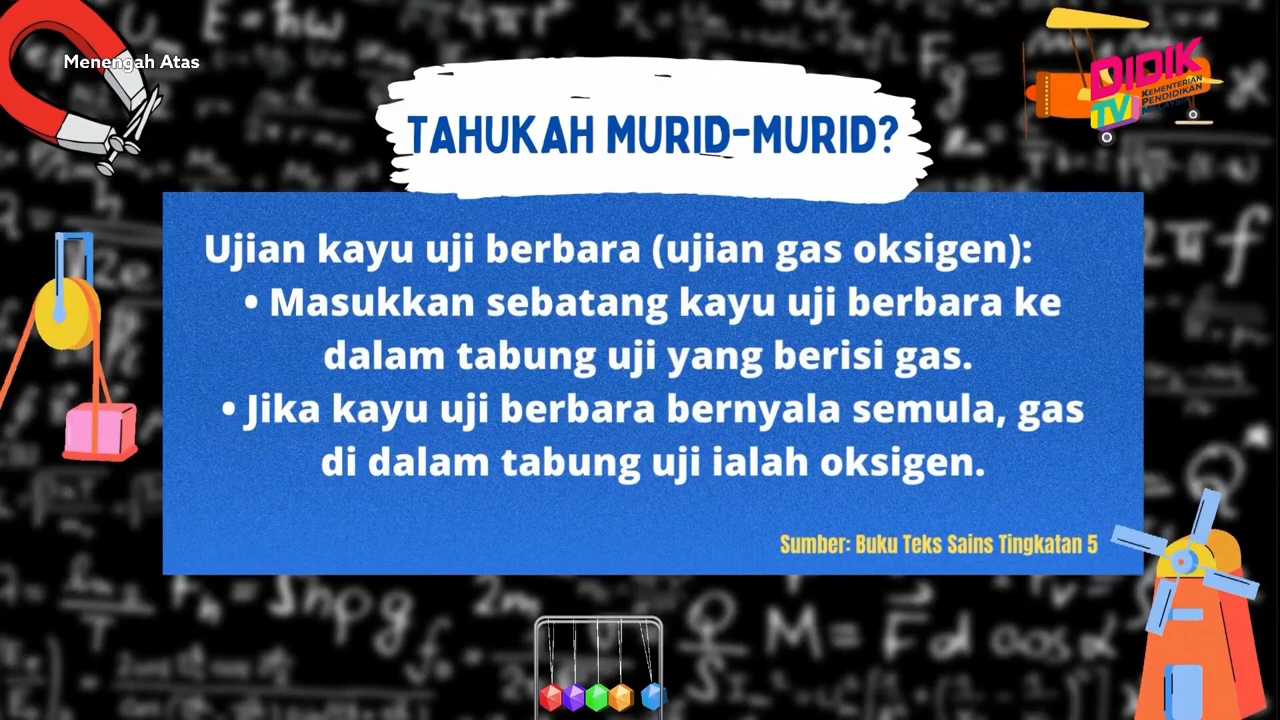 Menengah Atas
DIDIK
TV
KEMENTERIAN
PENDIDIKAN
MALAYSIA
TAHUKAH MURID-MURID?
Ujian kayu uji berbara (ujian gas oksigen):
• Masukkan sebatang kayu uji berbara ke
dalam tabung uji yang berisi gas.
• Jika kayu uji berbara bernyala semula, gas
di dalam tabung uji ialah oksigen.
Sumber: Buku Teks Sains Tingkatan 5